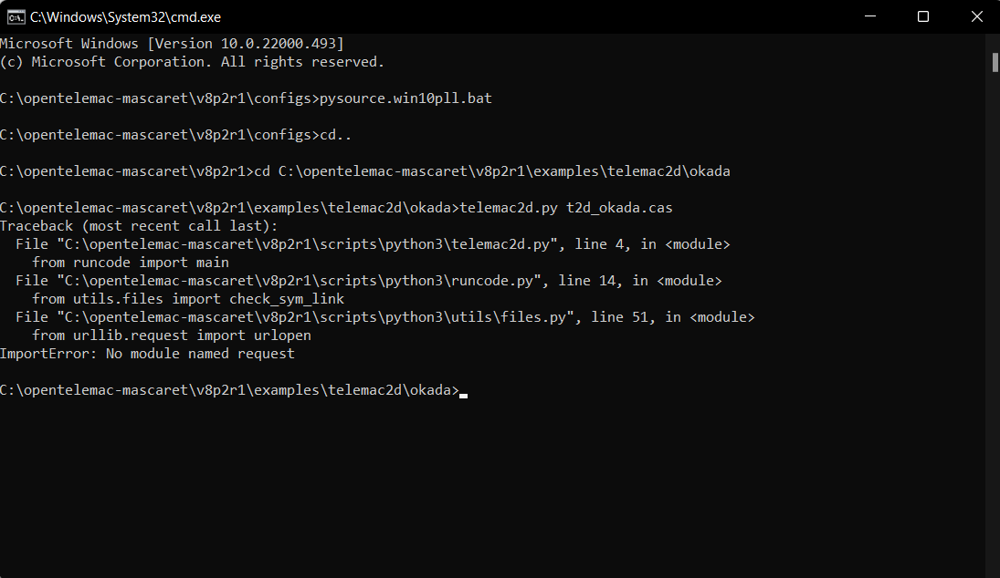 C:\Windows\System32\cmd.exe
Microsoft Windows [Version 10.0.22000.493]
(c) Microsoft Corporation. All rights reserved.
C:\opentelemac-mascaret\v8p2r1\configs>pysource.win10pll.bat
C:\opentelemac-mascaret\v8p2r1\configs>cd..
C:\opentelemac-mascaret\v8p2r1>cd C:\opentelemac-mascaret\v8p2r1\examples\telemac2d\okada
C:\opentelemac-mascaret\v8p2r1\examples\telemac2d\okada>telemac2d.py t2d_okada.cas
Traceback (most recent call last):
  File "C:\opentelemac-mascaret\v8p2r1\scripts\python3\telemac2d.py", line 4, in <module>
    from runcode import main
  File "C:\opentelemac-mascaret\v8p2r1\scripts\python3\runcode.py", line 14, in <module>
    from utils.files import check_sym_link
  File "C:\opentelemac-mascaret\v8p2r1\scripts\python3\utils\files.py", line 51, in <module>
    from urllib.request import urlopen
ImportError: No module named request
C:\opentelemac-mascaret\v8p2r1\examples\telemac2d\okada>